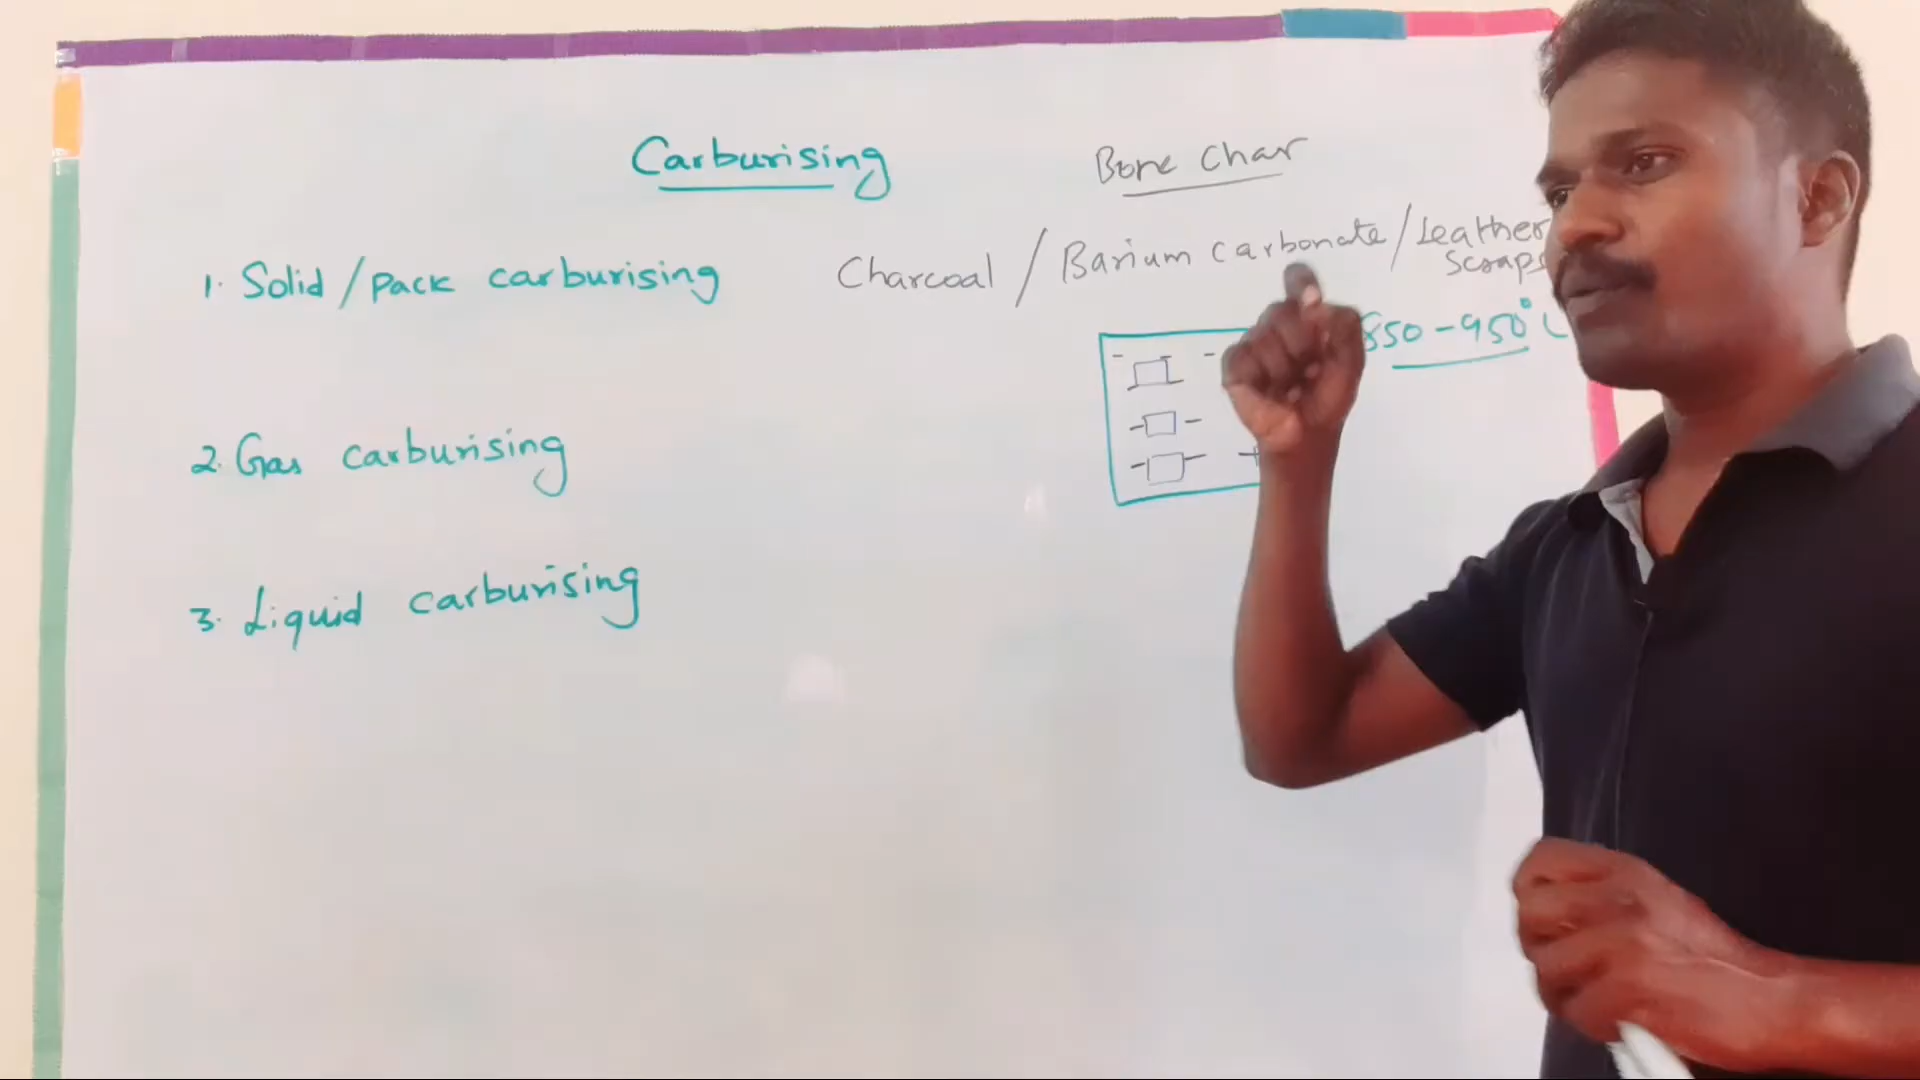 Carburising
Bone Char
1. Solid/pack carburising
Charcoal / Barium carbonate / Leather
scraps
850-950°C
2. Gas carburising
3. Liquid carburising